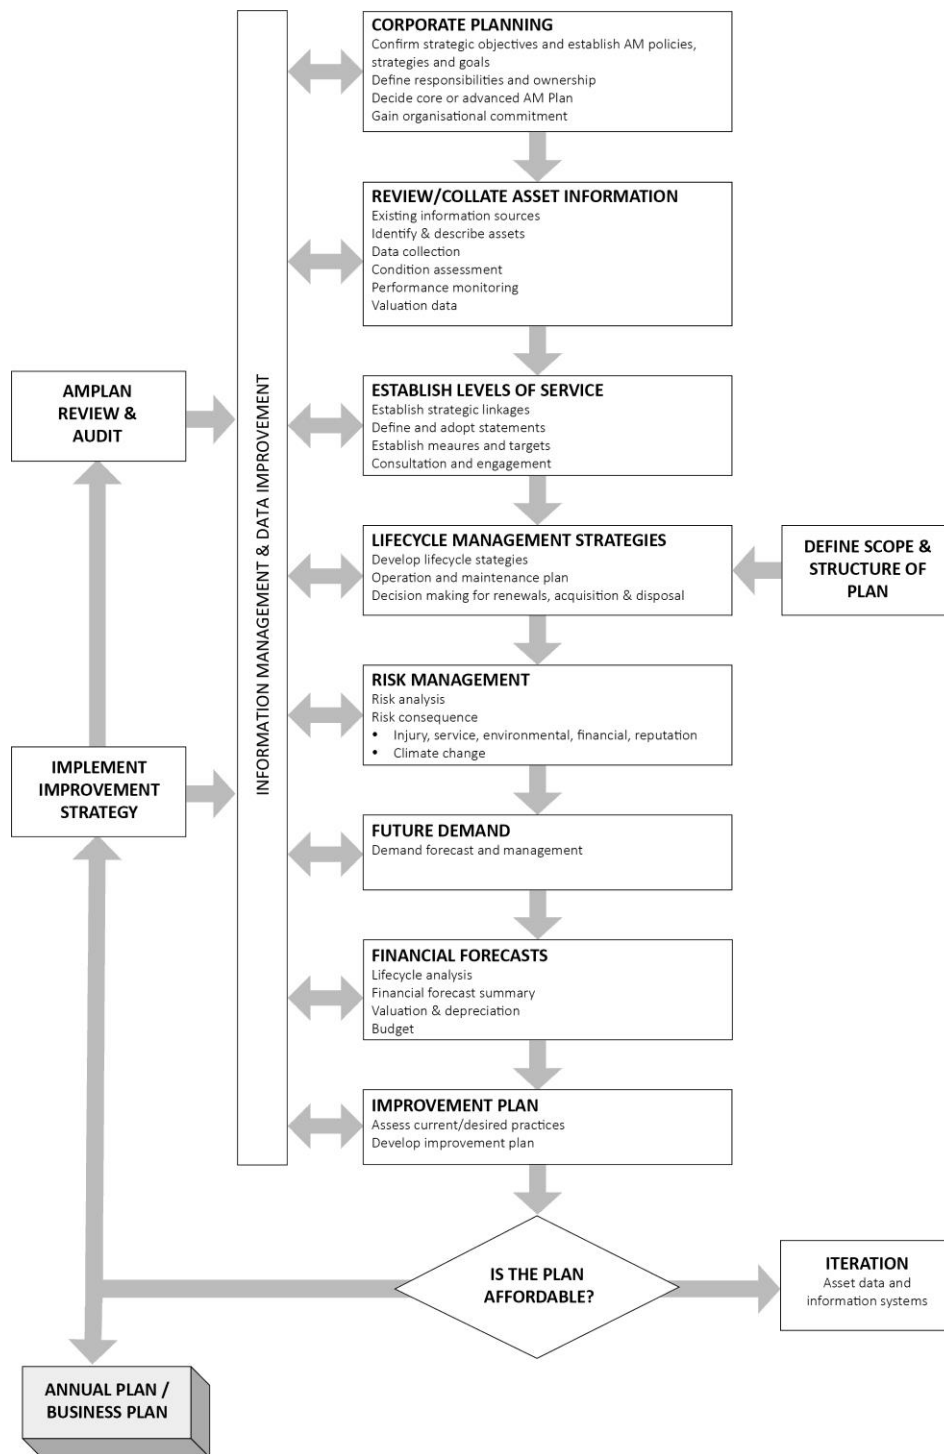 CORPORATE PLANNING
Confirm strategic objectives and establish AM policies,
strategies and goals
Define responsibilities and ownership
Decide core or advanced AM Plan
Gain organisational commitment
REVIEW/COLLATE ASSET INFORMATION
Existing information sources
Identify & describe assets
Data collection
Condition assessment
Performance monitoring
Valuation data
INFORMATION MANAGEMENT & DATA IMPROVEMENT
AMPLAN
REVIEW &
AUDIT
ESTABLISH LEVELS OF SERVICE
Establish strategic linkages
Define and adopt statements
Establish meaures and targets
Consultation and engagement
LIFECYCLE MANAGEMENT STRATEGIES
Develop lifecycle stategies
Operation and maintenance plan
Decision making for renewals, acquisition & disposal
DEFINE SCOPE &
STRUCTURE OF
PLAN
RISK MANAGEMENT
Risk analysis
Risk consequence
• Injury, service, environmental, financial, reputation
• Climate change
IMPLEMENT
IMPROVEMENT
STRATEGY
FUTURE DEMAND
Demand forecast and management
FINANCIAL FORECASTS
Lifecycle analysis
Financial forecast summary
Valuation & depreciation
Budget
IMPROVEMENT PLAN
Assess current/desired practices
Develop improvement plan
IS THE PLAN
AFFORDABLE?
ITERATION
Asset data and
information systems
ANNUAL PLAN /
BUSINESS PLAN